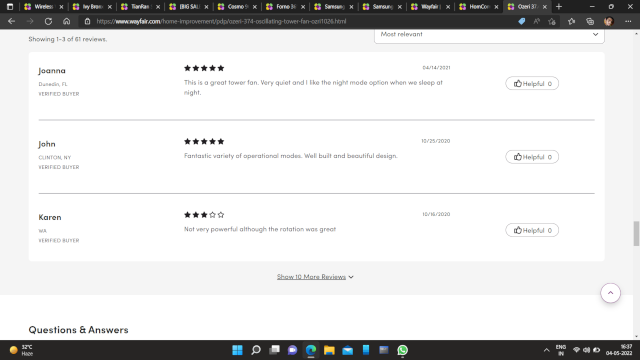 Wireless
Ivy Bron
TianRan
(BIG SAL
Cosmo 9
Forno 3
Samsung
Samsung
Wayfair
HomCom
Ozeri 37
https://www.wayfair.com/home-improvement/pdp/ozeri-374-oscillating-tower-fan-ozri1026.html
Showing 1-3 of 61 reviews.
Most relevant
Joanna
Dunedin, FL
VERIFIED BUYER
04/14/2021
This is a great tower fan. Very quiet and I like the night mode option when we sleep at
night.
Helpful 0
John
CLINTON, NY
VERIFIED BUYER
10/25/2020
Fantastic variety of operational modes. Well built and beautiful design.
Helpful 0
Karen
WA
VERIFIED BUYER
10/16/2020
Not very powerful although the rotation was great
Helpful 0
Show 10 More Reviews
Questions & Answers
32°C
Haze
ENG
IN
16:37
04-05-2022